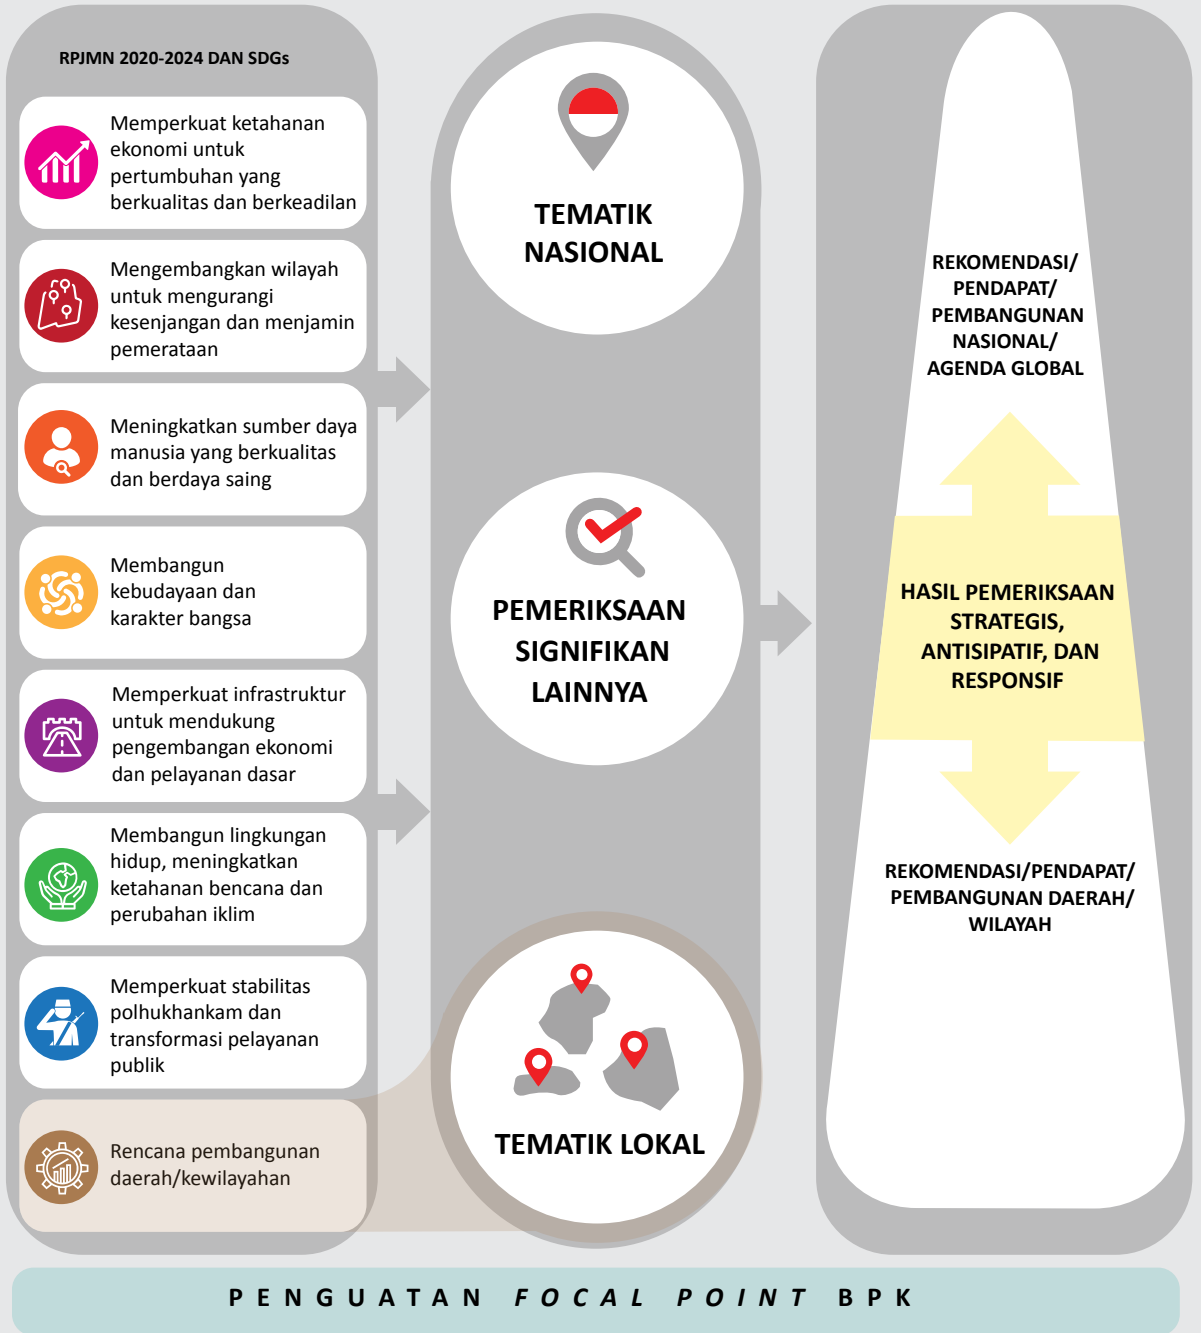 RPJMN 2020-2024 DAN SDGs
Memperkuat ketahanan
ekonomi untuk
pertumbuhan yang
berkualitas dan berkeadilan
Mengembangkan wilayah
untuk mengurangi
kesenjangan dan menjamin
pemerataan
Meningkatkan sumber daya
manusia yang berkualitas
dan berdaya saing
Membangun
kebudayaan dan
karakter bangsa
Memperkuat infrastruktur
untuk mendukung
pengembangan ekonomi
dan pelayanan dasar
Membangun lingkungan
hidup, meningkatkan
ketahanan bencana dan
perubahan iklim
Memperkuat stabilitas
polhukhankam dan
transformasi pelayanan
publik
Rencana pembangunan
daerah/kewilayahan
TEMATIK
NASIONAL
PEMERIKSAAN
SIGNIFIKAN
LAINNYA
TEMATIK LOKAL
REKOMENDASI/
PENDAPAT/
PEMBANGUNAN
NASIONAL/
AGENDA GLOBAL
HASIL PEMERIKSAAN
STRATEGIS,
ANTISIPATIF, DAN
RESPONSIF
REKOMENDASI/PENDAPAT/
PEMBANGUNAN DAERAH/
WILAYAH
PENGUATAN FOCAL POINT BPK